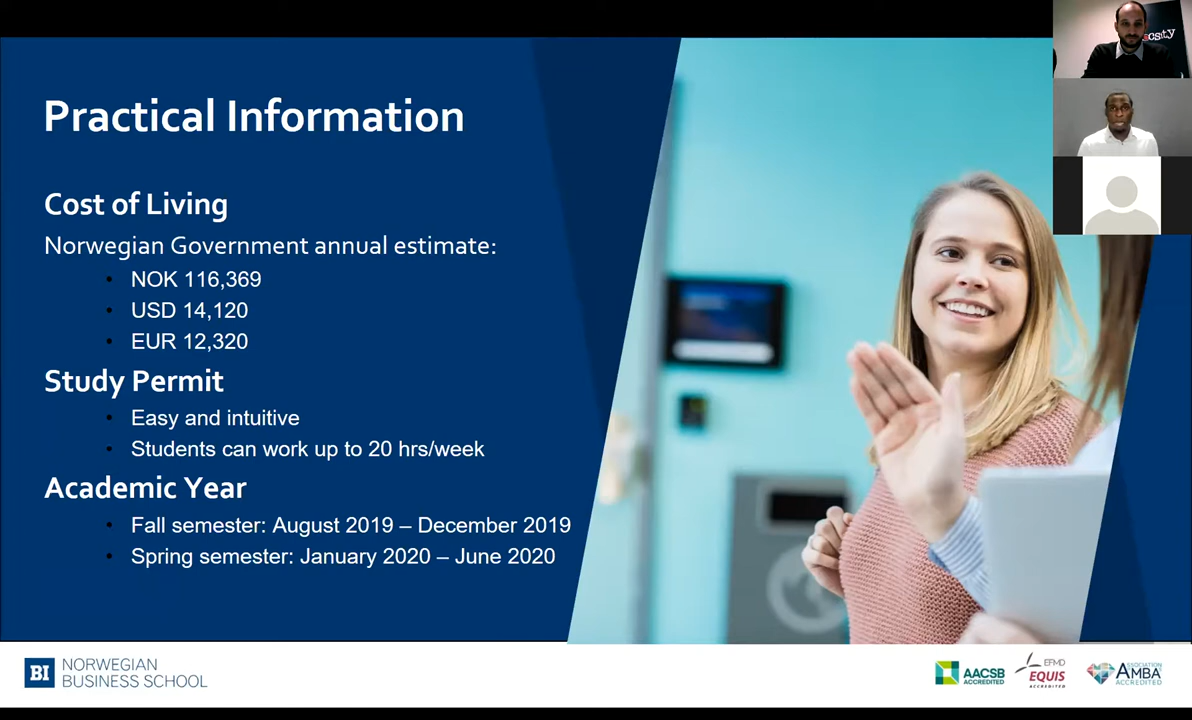 Practical Information
Cost of Living
Norwegian Government annual estimate:
• NOK 116,369
• USD 14,120
• EUR 12,320
Study Permit
• Easy and intuitive
• Students can work up to 20 hrs/week
Academic Year
• Fall semester: August 2019 – December 2019
• Spring semester: January 2020 – June 2020
BI
NORWEGIAN
BUSINESS SCHOOL
AACSB
ACCREDITED
EFMD
EQUIS
ACCREDITED
ASSOCIATION
AMBA
ACCREDITED